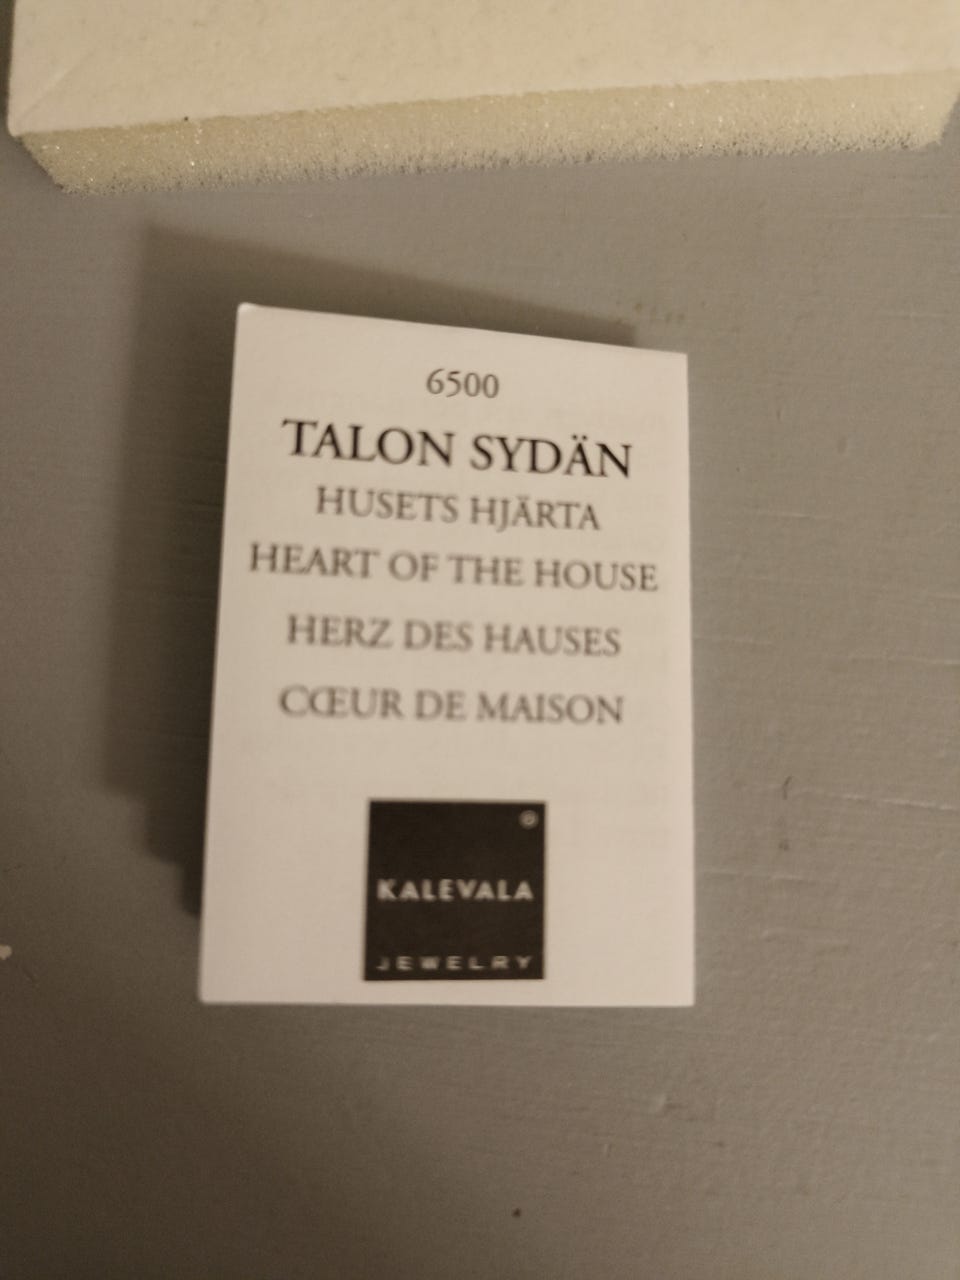 6500
TALON SYDÄN
HUSETS HJÄRTA
HEART OF THE HOUSE
HERZ DES HAUSES
CŒUR DE MAISON
®
KALEVALA
JEWELRY